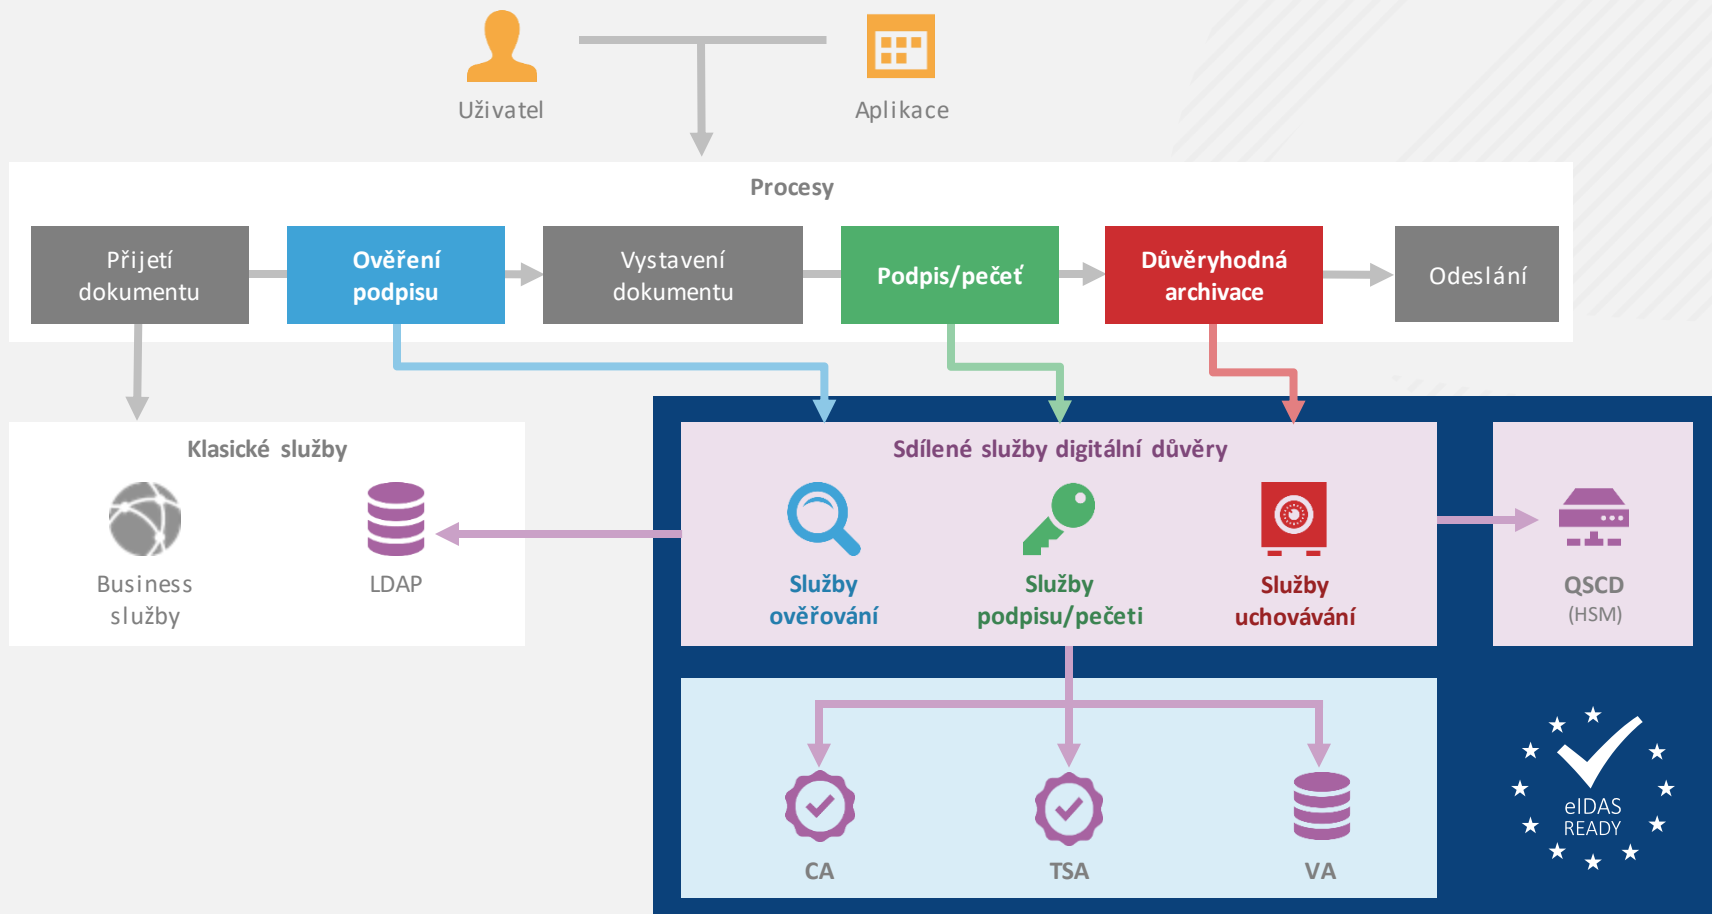 Uživatel
Aplikace
Procesy
Přijetí
dokumentu
Ověření
podpisu
Vystavení
dokumentu
Podpis/pečeť
Důvěryhodná
archivace
Odeslání
Klasické služby
Business
služby
LDAP
Sdílené služby digitální důvěry
Služby
ověřování
Služby
podpisu/pečeti
Služby
uchovávání
QSCD
(HSM)
CA
TSA
VA
eIDAS
READY